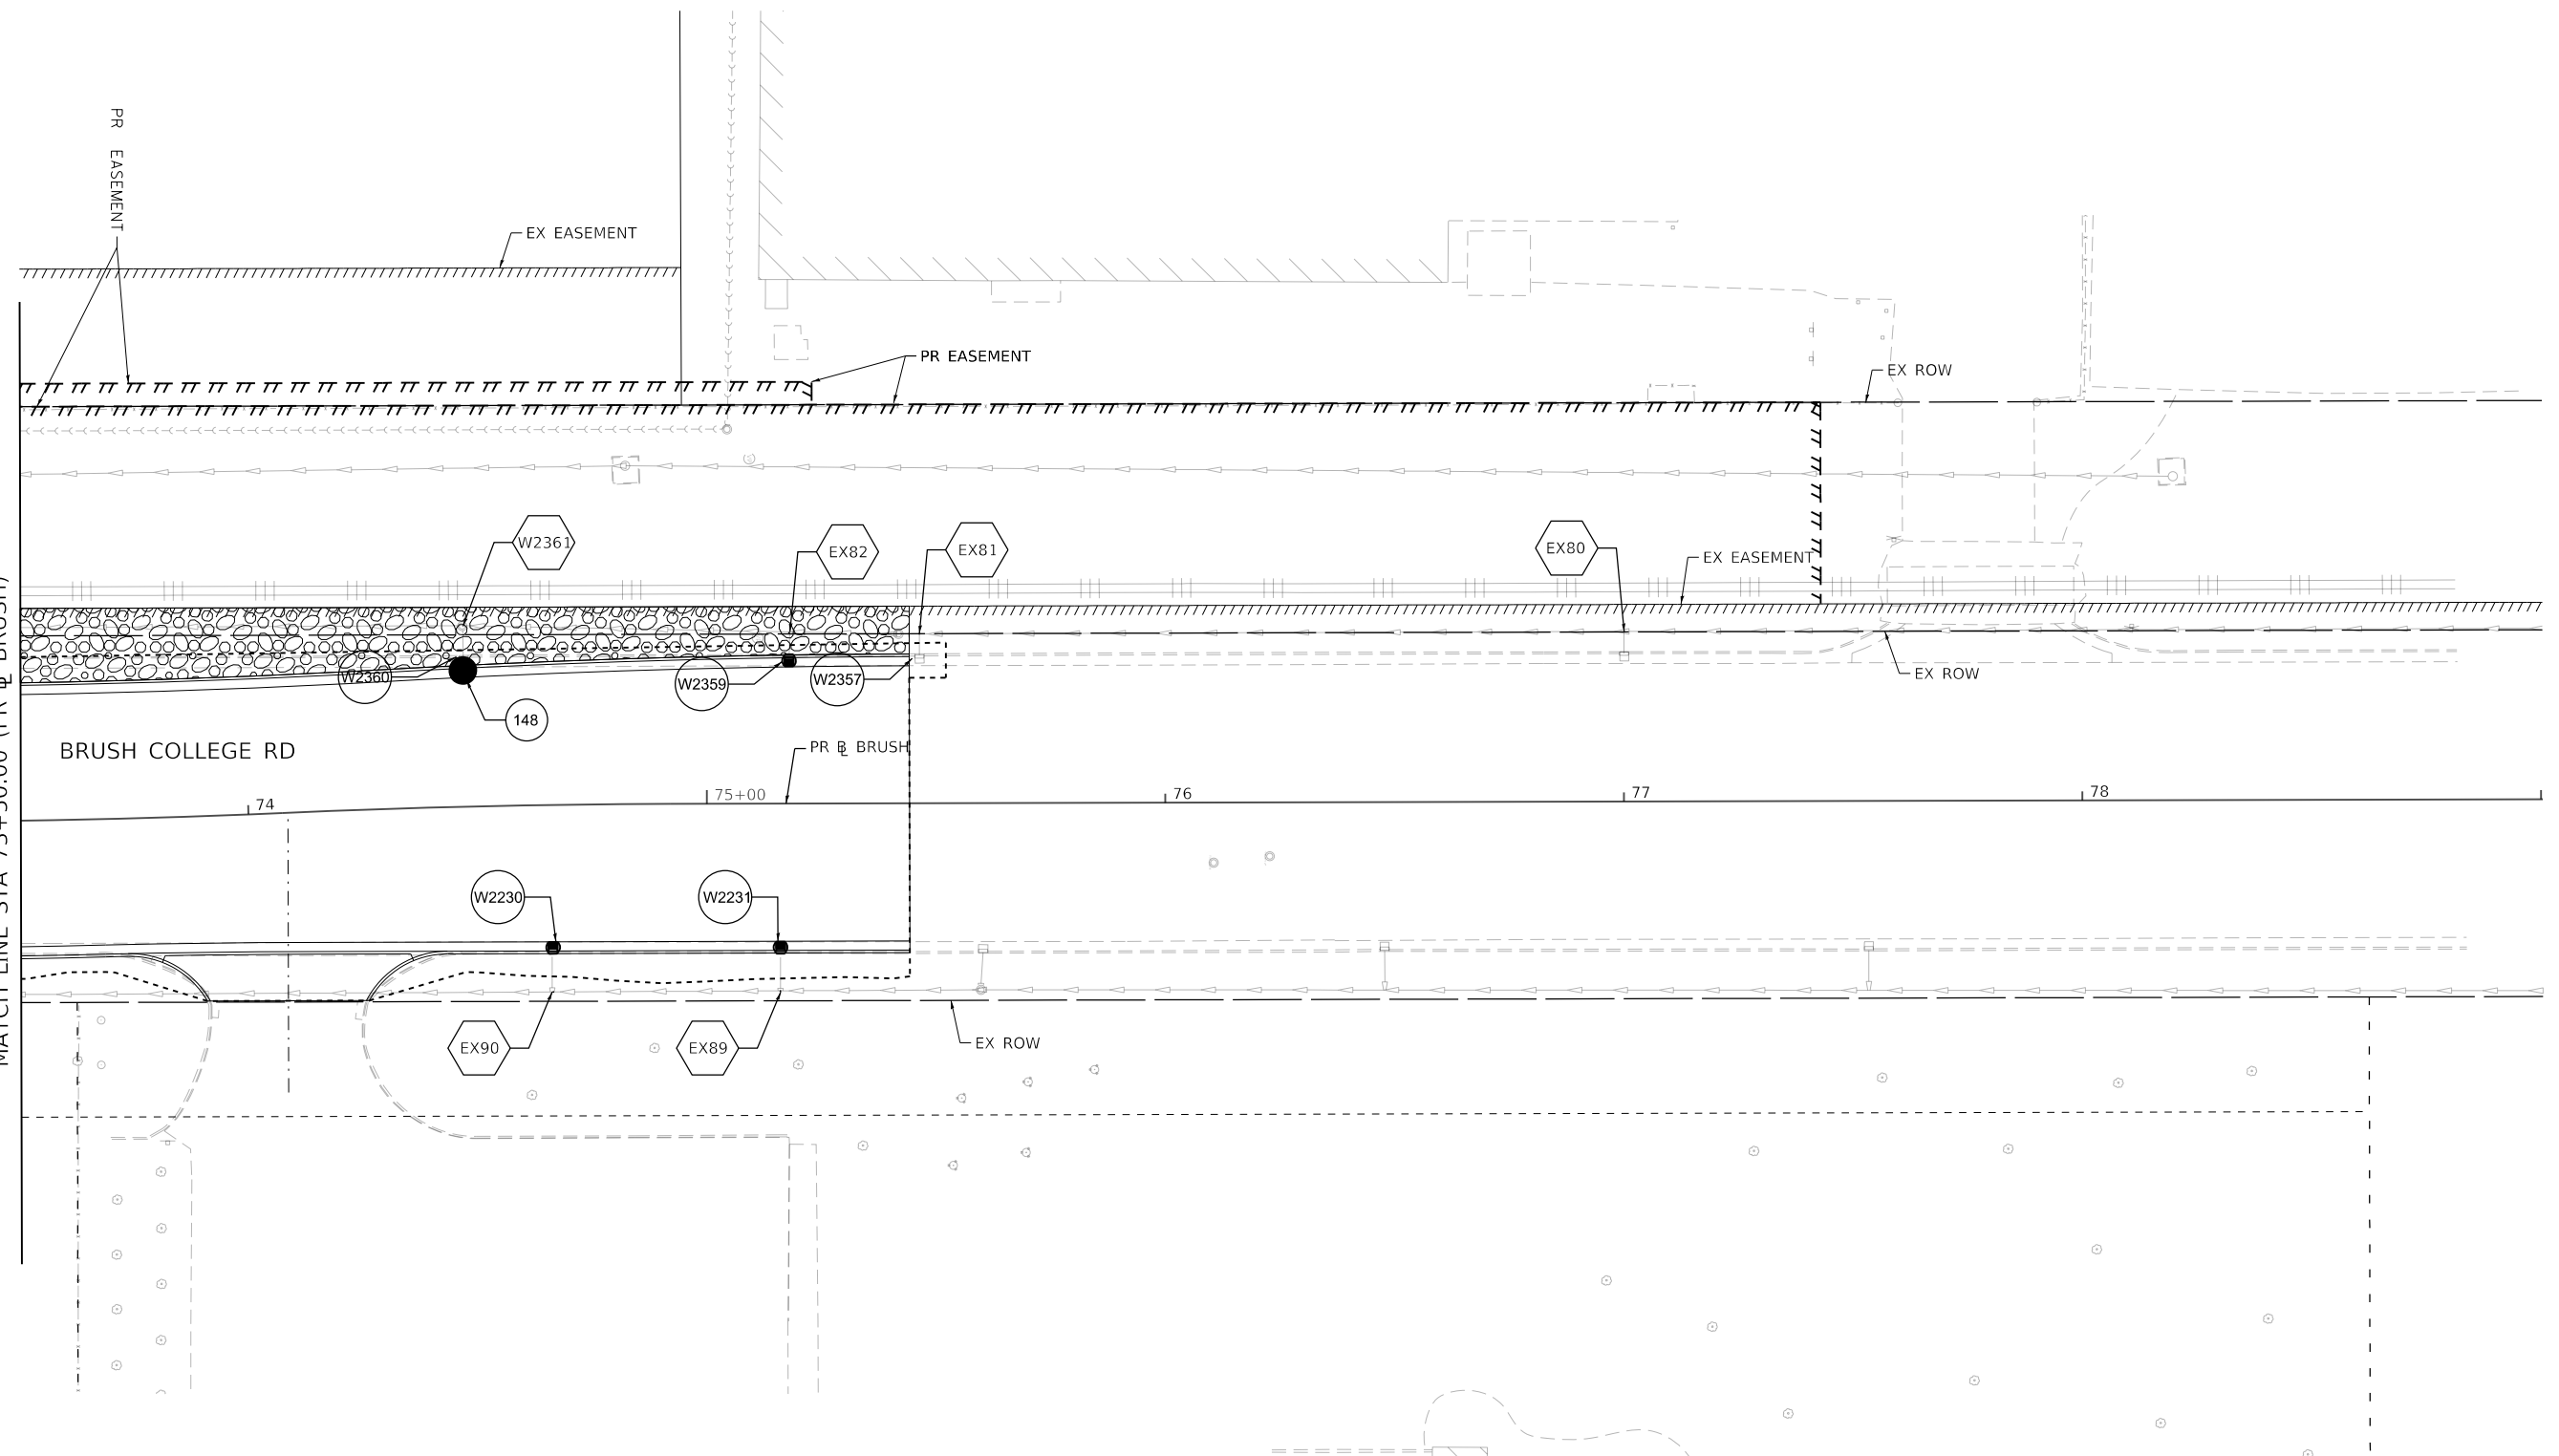 PR EASEMENT
EX EASEMENT
PR EASEMENT
EX ROW
W2361
EX82
EX81
EX80
EX EASEMENT
W2360
W2359
W2357
EX ROW
148
BRUSH COLLEGE RD
PR BL BRUSH
74
75+00
76
77
78
W2230
W2231
EX90
EX89
EX ROW